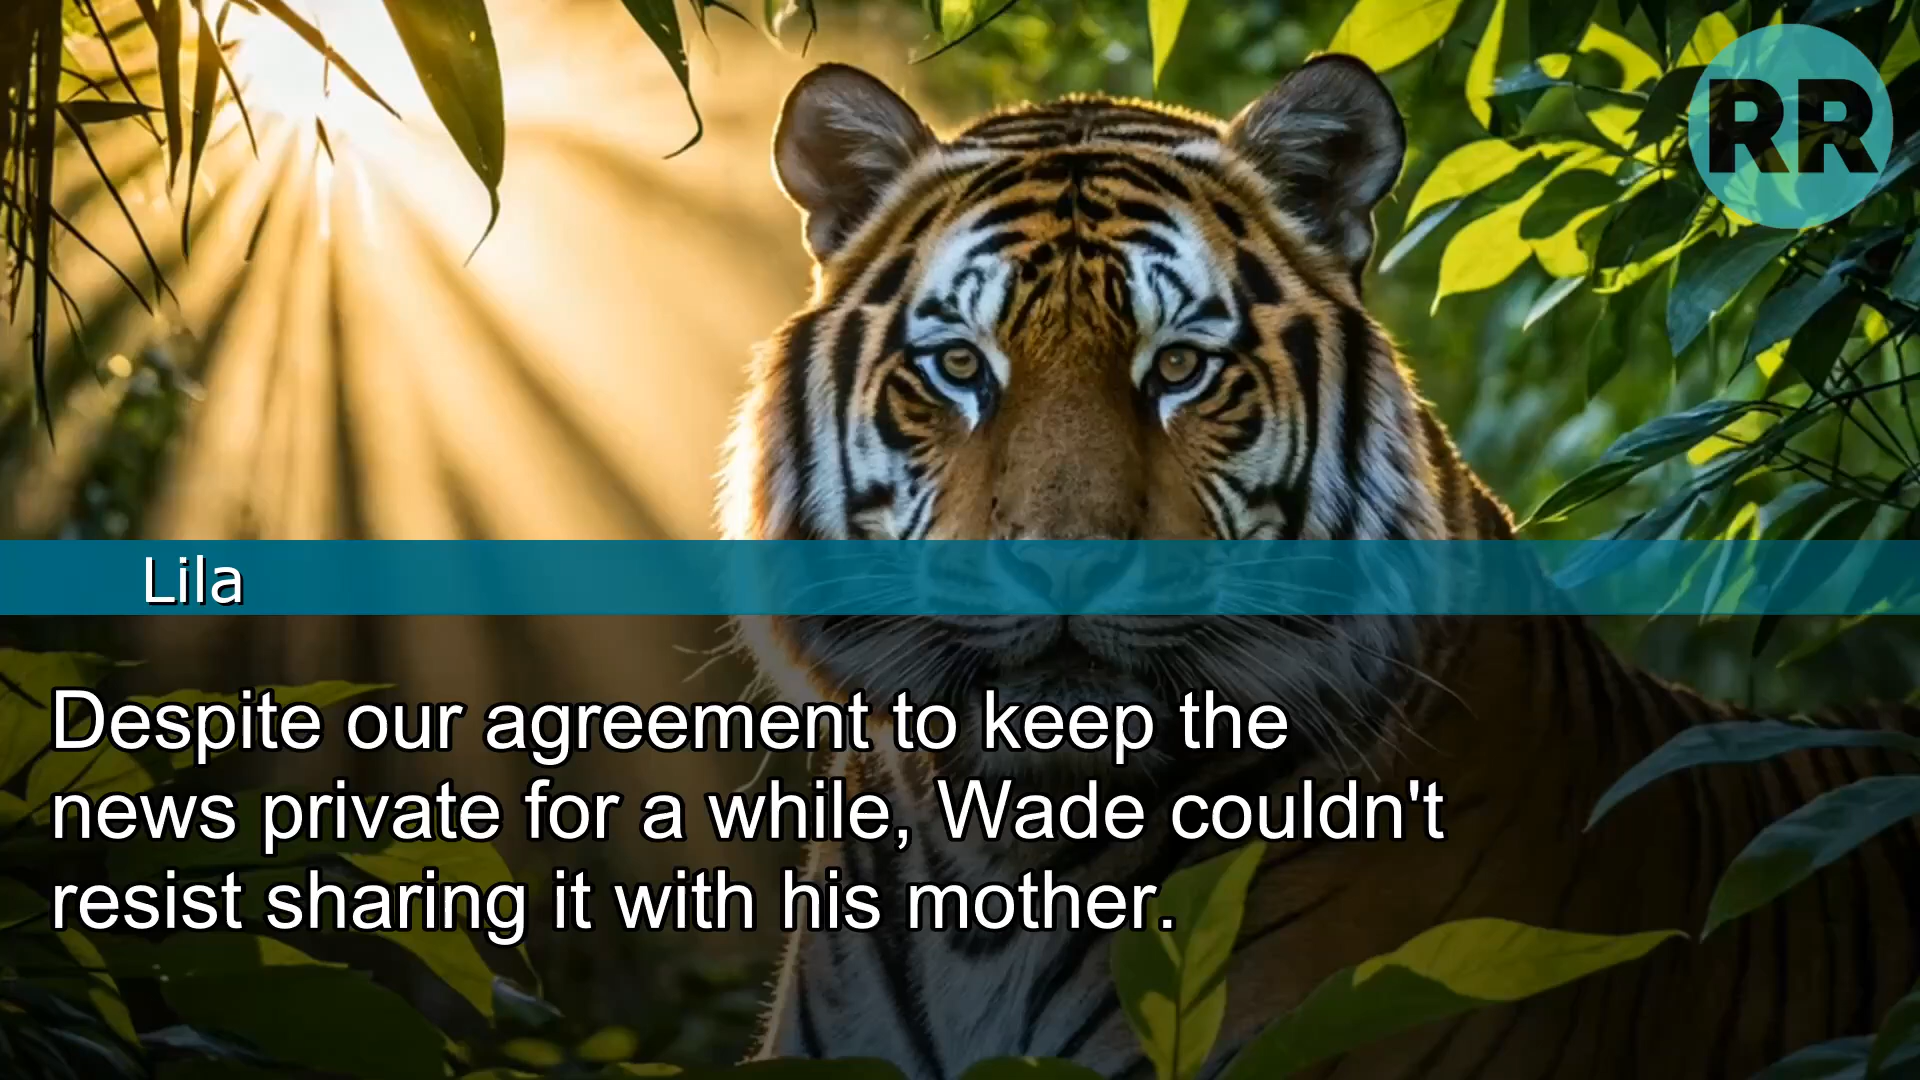 RR
Lila
Despite our agreement to keep the
news private for a while, Wade couldn't
resist sharing it with his mother.